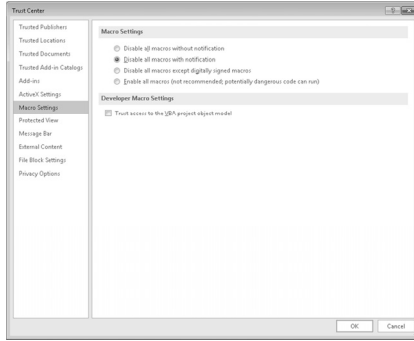 Trust Center
Trusted Publishers
Trusted Locations
Trusted Documents
Trusted Add-in Catalogs
Add-ins
ActiveX Settings
Macro Settings
Protected View
Message Bar
External Content
File Block Settings
Privacy Options
Macro Settings
Disable all macros without notification
Disable all macros with notification
Disable all macros except digitally signed macros
Enable all macros (not recommended; potentially dangerous code can run)
Developer Macro Settings
Trust access to the VBA project object model
OK
Cancel